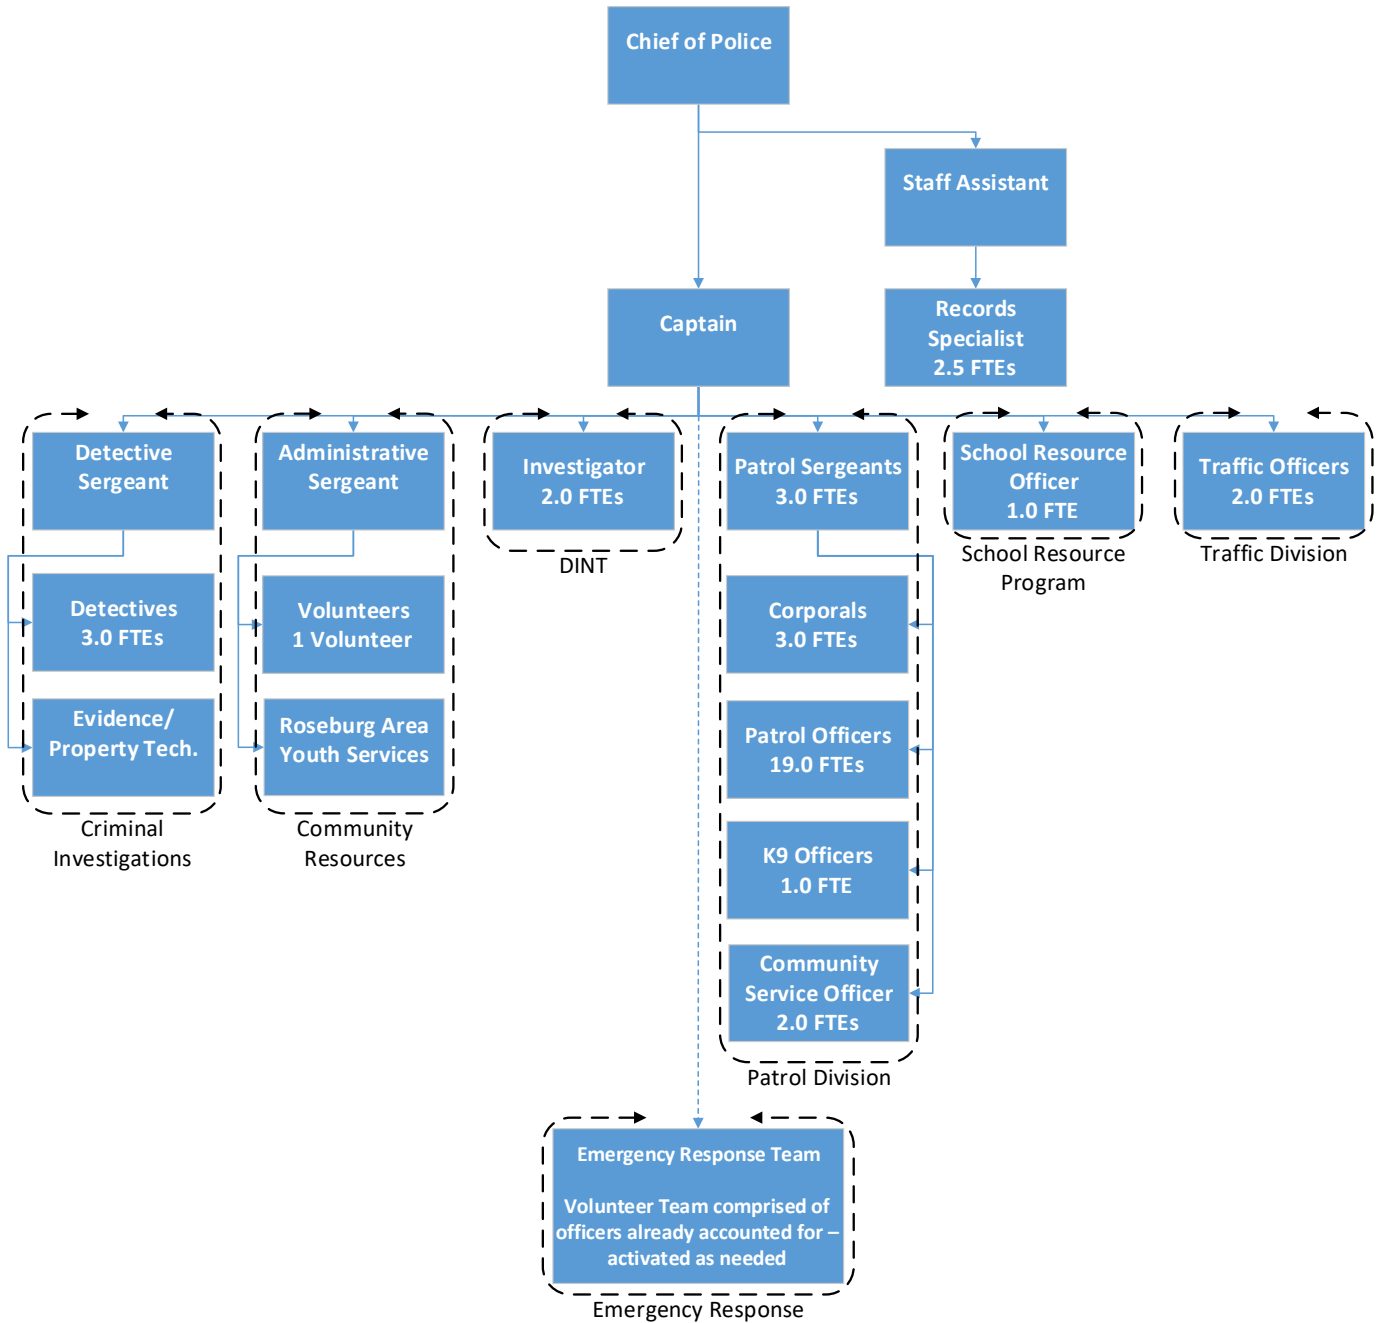 Chief of Police
Staff Assistant
Captain
Records
Specialist
2.5 FTEs
Detective
Sergeant
Administrative
Sergeant
Investigator
2.0 FTEs
Patrol Sergeants
3.0 FTEs
School Resource
Officer
1.0 FTE
Traffic Officers
2.0 FTEs
DINT
School Resource
Program
Traffic Division
Detectives
3.0 FTEs
Volunteers
1 Volunteer
Corporals
3.0 FTEs
Evidence/
Property Tech.
Roseburg Area
Youth Services
Patrol Officers
19.0 FTEs
Criminal
Investigations
Community
Resources
K9 Officers
1.0 FTE
Community
Service Officer
2.0 FTEs
Patrol Division
Emergency Response Team
Volunteer Team comprised of
officers already accounted for –
activated as needed
Emergency Response